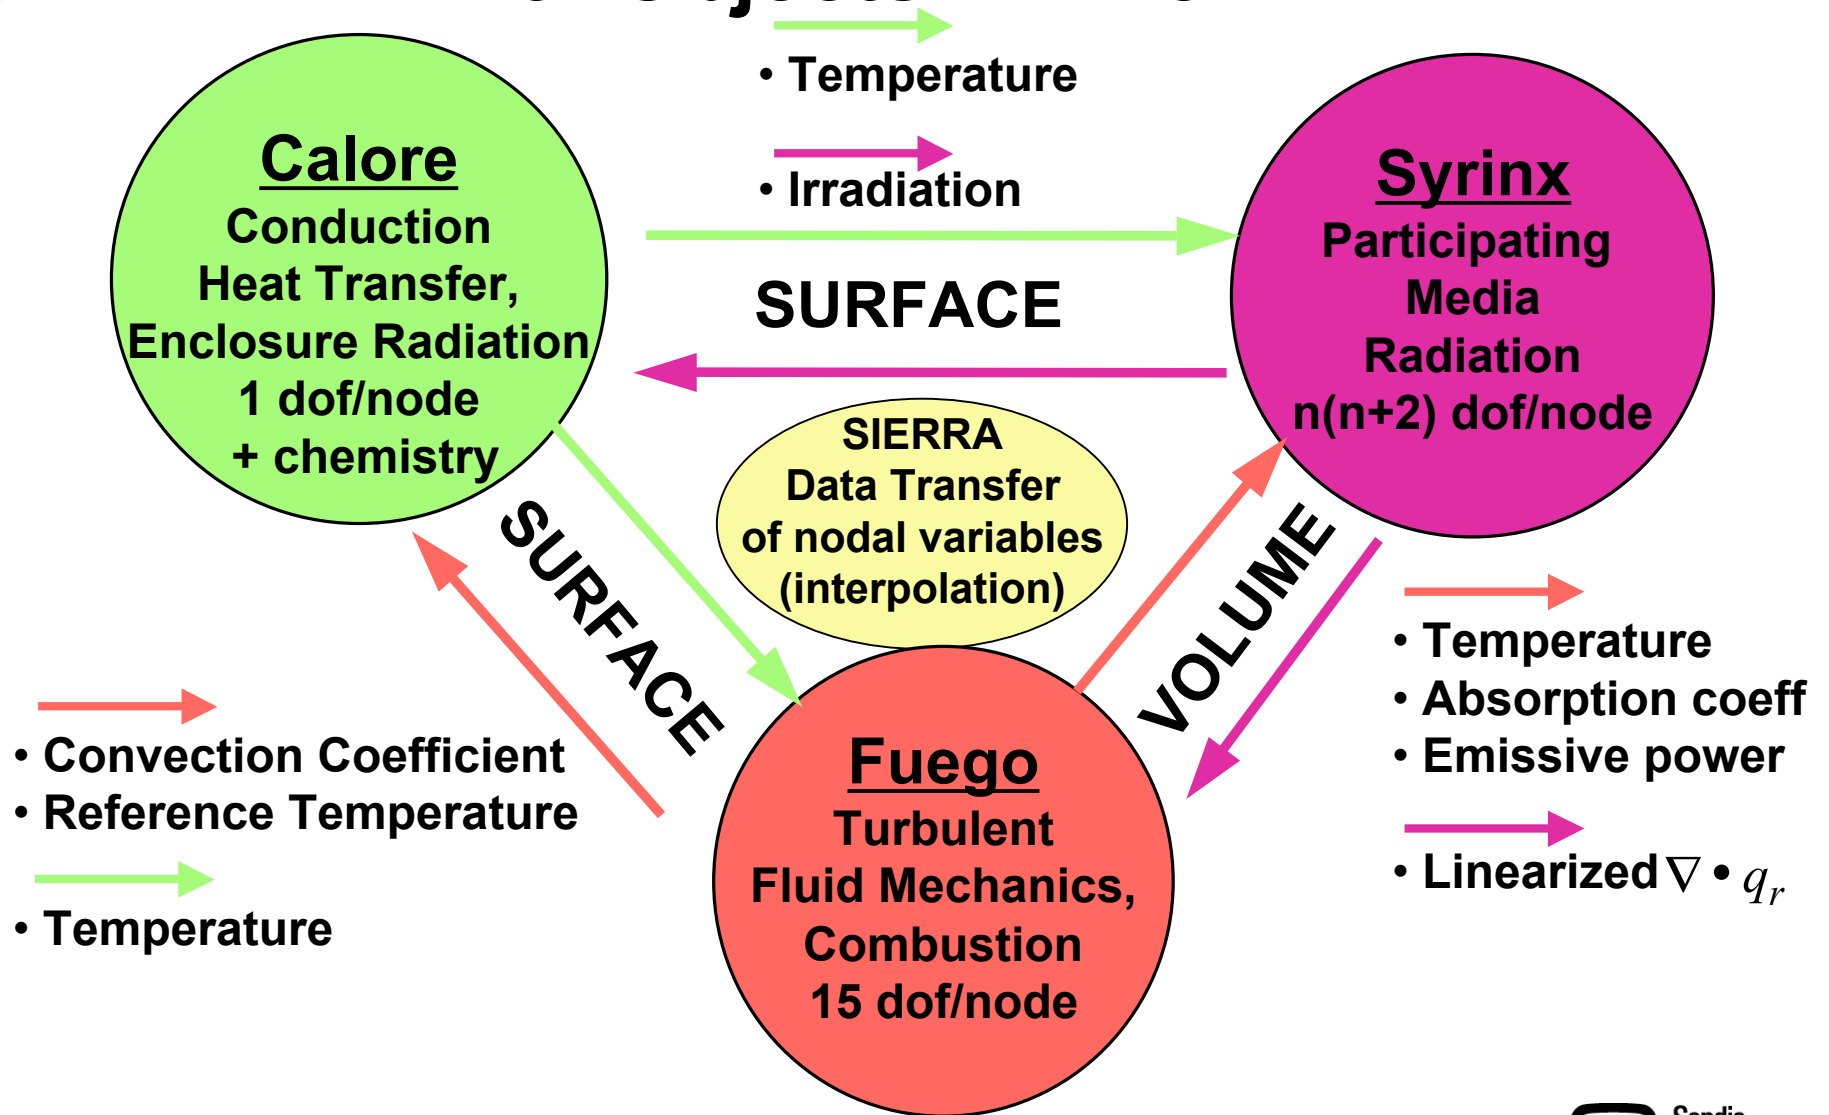 • Temperature
• Irradiation
Calore
Conduction
Heat Transfer,
Enclosure Radiation
1 dof/node
+ chemistry
SURFACE
Syrinx
Participating
Media
Radiation
n(n+2) dof/node
SIERRA
Data Transfer
of nodal variables
(interpolation)
SURFACE
VOLUME
• Convection Coefficient
• Reference Temperature
• Temperature
Fuego
Turbulent
Fluid Mechanics,
Combustion
15 dof/node
• Temperature
• Absorption coeff
• Emissive power
• Linearized ∇ • qᵣ